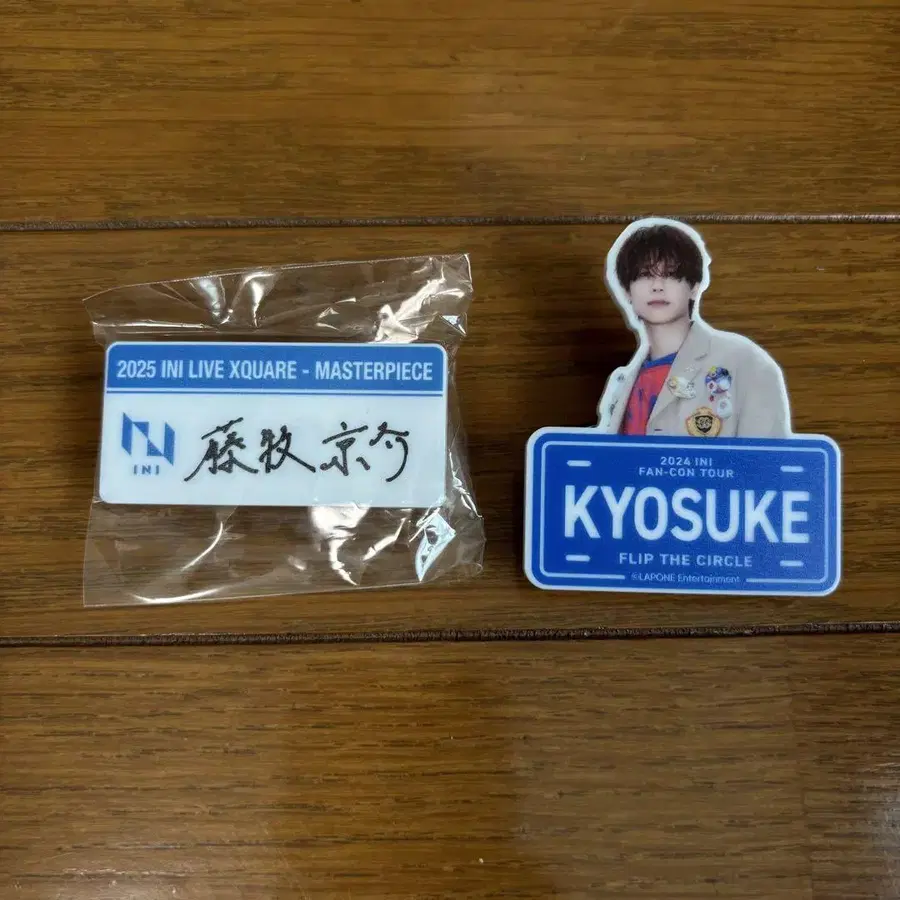 2025 INI LIVE XQUARE - MASTERPIECE
INI
藤牧 京介
2024 INI
FAN-CON TOUR
KYOSUKE
FLIP THE CIRCLE
©LAPONE Entertainment